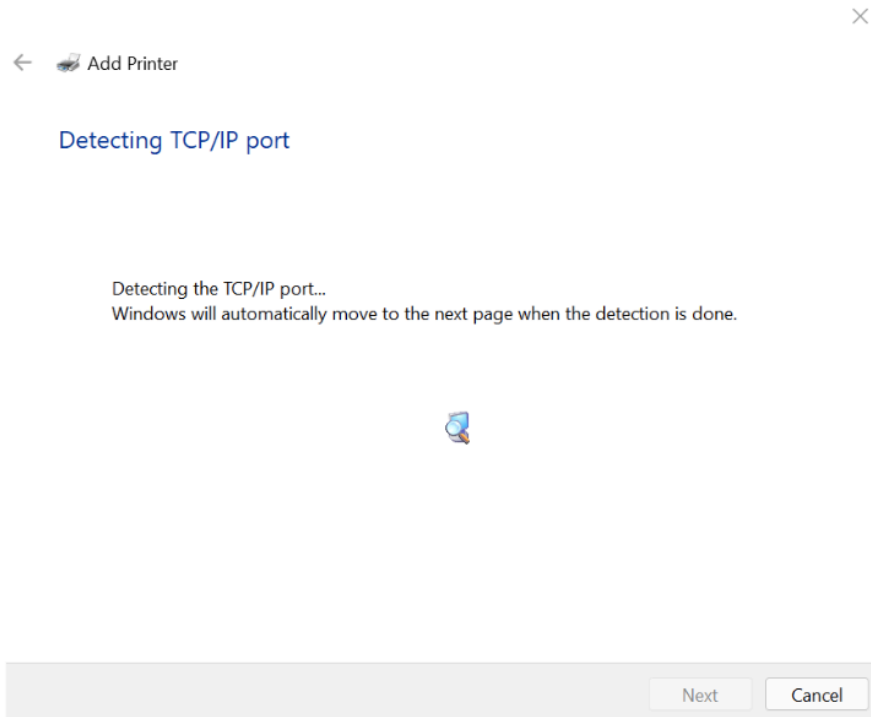 Add Printer
Detecting TCP/IP port
Detecting the TCP/IP port...
Windows will automatically move to the next page when the detection is done.
Next
Cancel